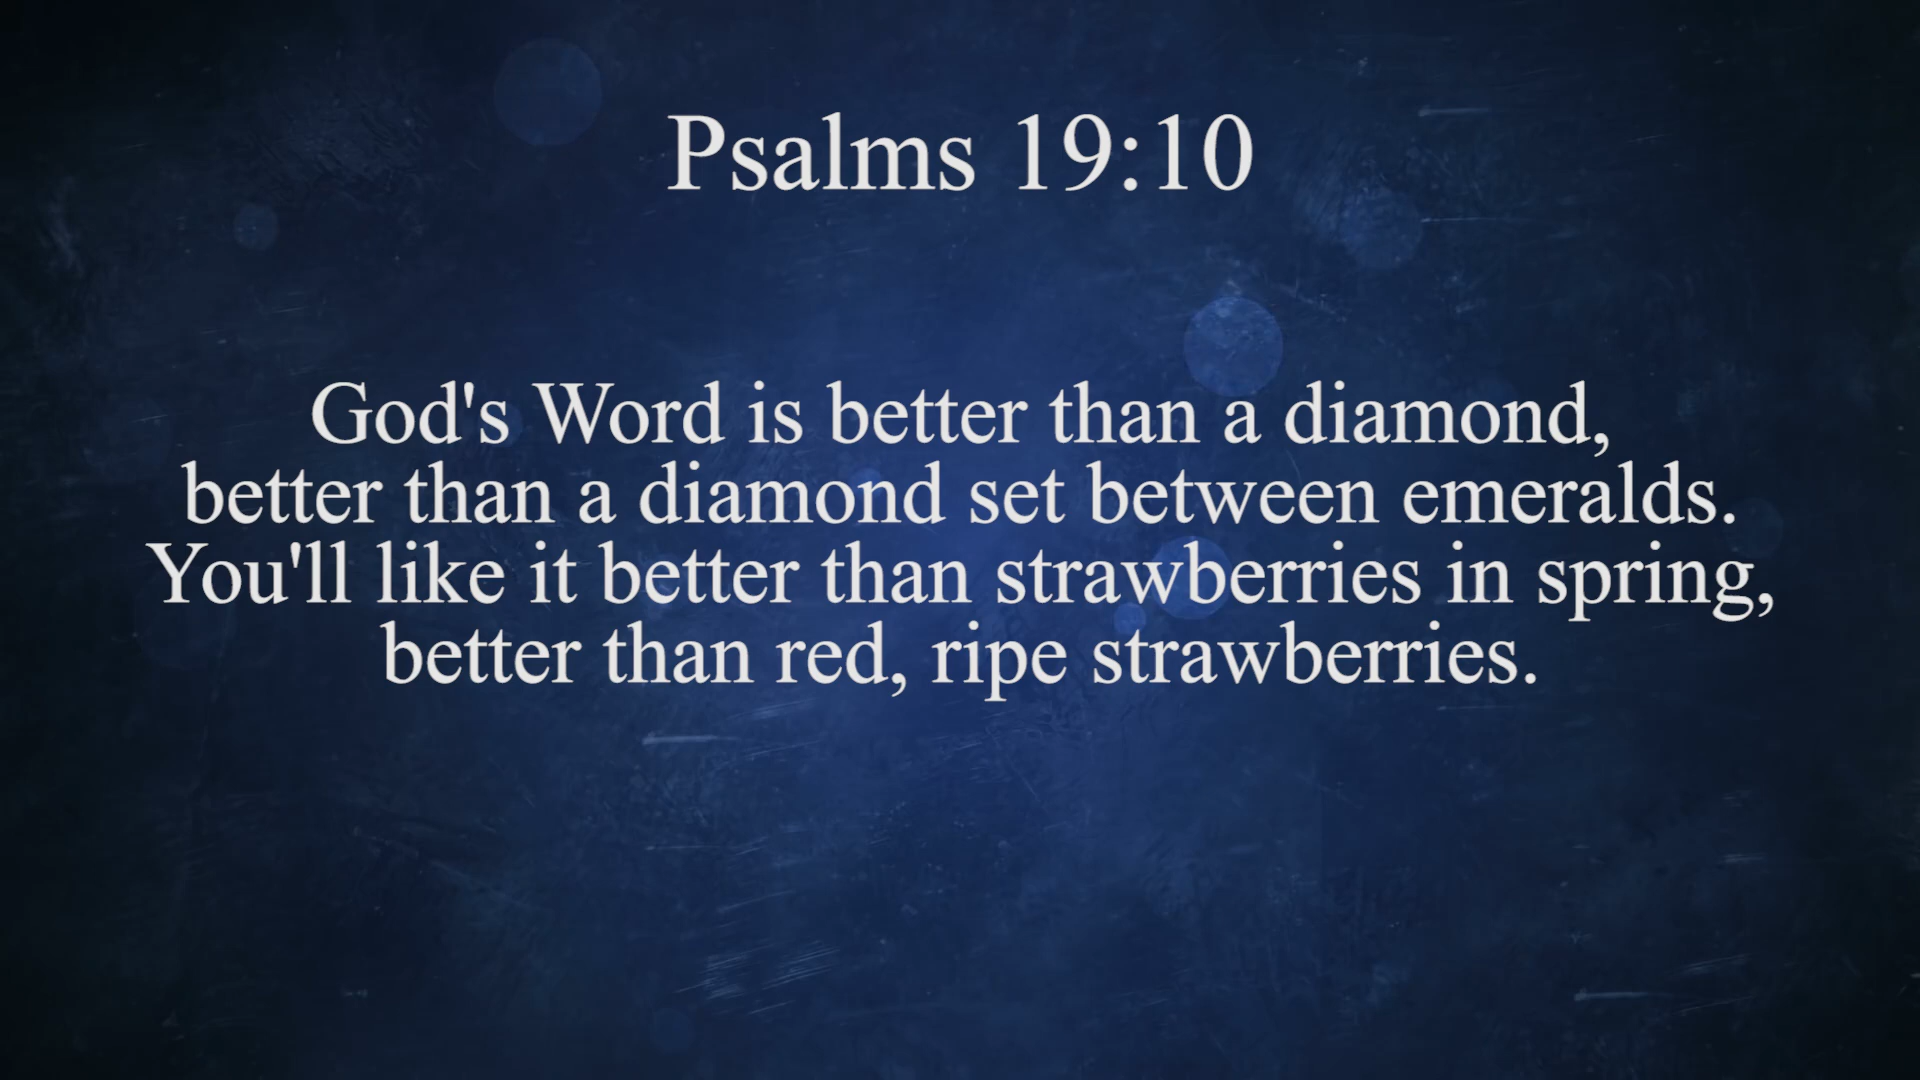 Psalms 19:10
God's Word is better than a diamond,
better than a diamond set between emeralds.
You'll like it better than strawberries in spring,
better than red, ripe strawberries.